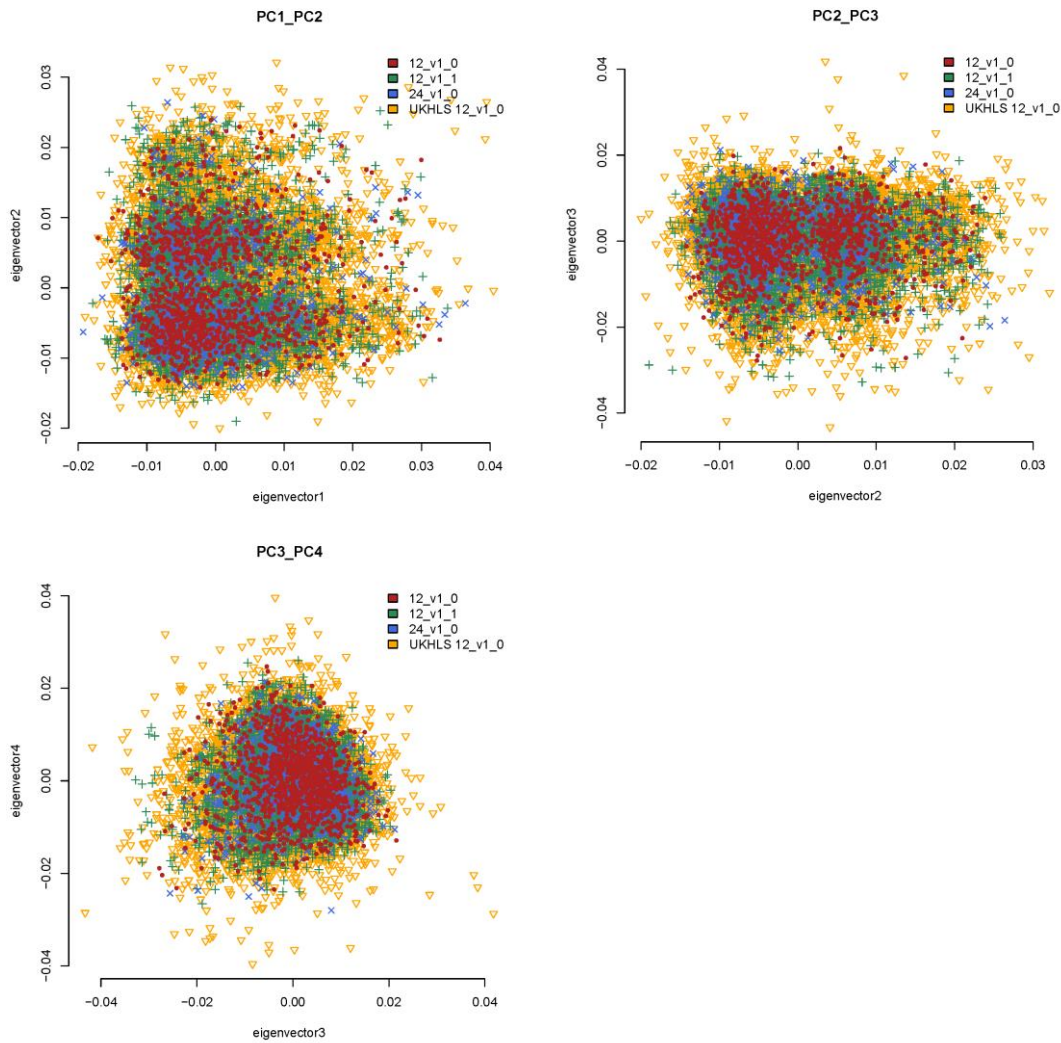 PC1_PC2
12_v1_0
12_v1_1
24_v1_0
UKHLS 12_v1_0
eigenvector2
0.03
0.02
0.01
0.00
−0.01
−0.02
−0.02 −0.01 0.00 0.01 0.02 0.03 0.04
eigenvector1
PC2_PC3
12_v1_0
12_v1_1
24_v1_0
UKHLS 12_v1_0
eigenvector3
0.04
0.02
0.00
−0.02
−0.04
−0.02 −0.01 0.00 0.01 0.02 0.03
eigenvector2
PC3_PC4
12_v1_0
12_v1_1
24_v1_0
UKHLS 12_v1_0
eigenvector4
0.04
0.02
0.00
−0.02
−0.04
−0.04 −0.02 0.00 0.02 0.04
eigenvector3